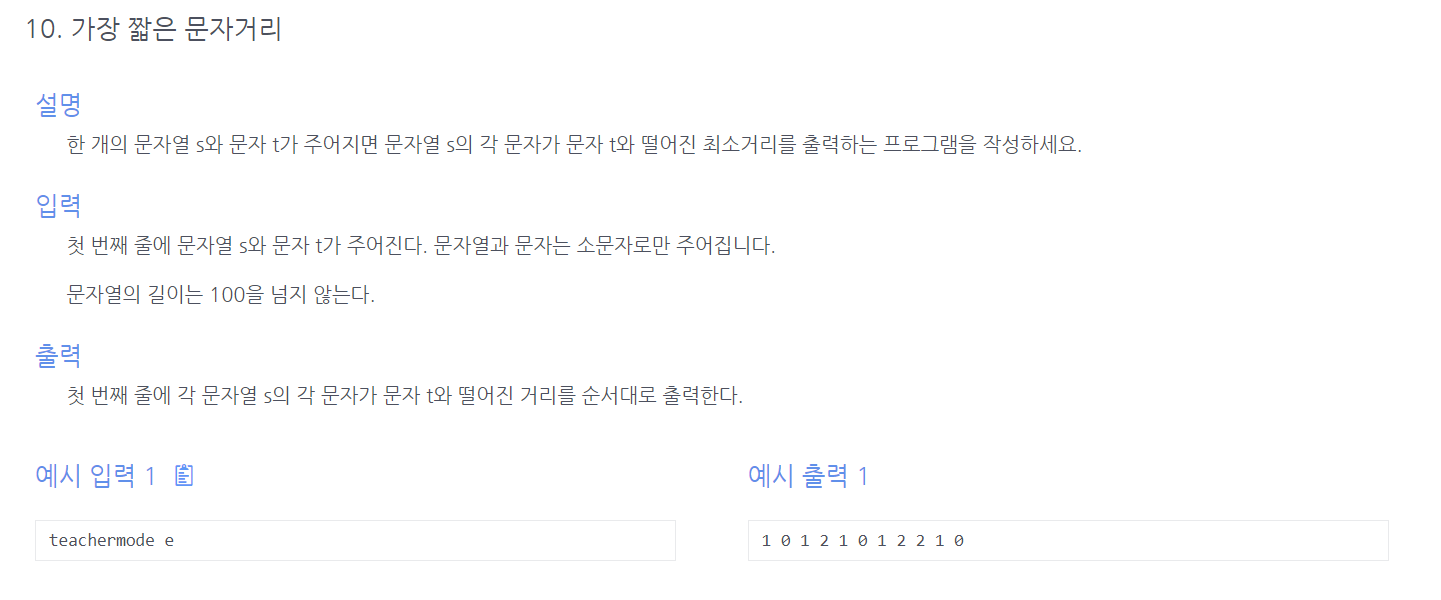 10. 가장 짧은 문자거리
설명
한 개의 문자열 s와 문자 t가 주어지면 문자열 s의 각 문자가 문자 t와 떨어진 최소거리를 출력하는 프로그램을 작성하세요.
입력
첫 번째 줄에 문자열 s와 문자 t가 주어진다. 문자열과 문자는 소문자로만 주어집니다.
문자열의 길이는 100을 넘지 않는다.
출력
첫 번째 줄에 각 문자열 s의 각 문자가 문자 t와 떨어진 거리를 순서대로 출력한다.
예시 입력 1
teachermode e
예시 출력 1
1 0 1 2 1 0 1 2 2 1 0